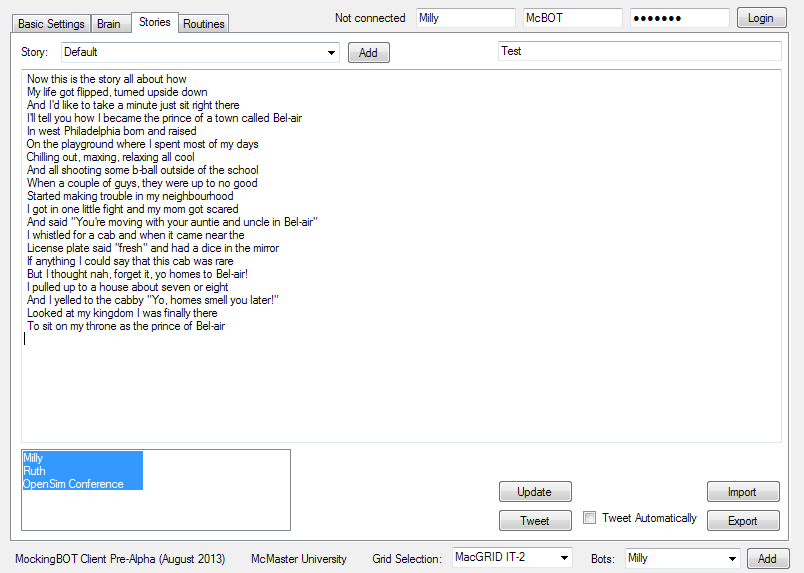 Basic Settings Brain Stories Routines Not connected Milly McBOT ●●●●●●● Login
Story: Default Add Test
Now this is the story all about how
My life got flipped, turned upside down
And I'd like to take a minute just sit right there
I'll tell you how I became the prince of a town called Bel-air
In west Philadelphia born and raised
On the playground where I spent most of my days
Chilling out, maxing, relaxing all cool
And all shooting some b-ball outside of the school
When a couple of guys, they were up to no good
Started making trouble in my neighbourhood
I got in one little fight and my mom got scared
And said "You're moving with your auntie and uncle in Bel-air"
I whistled for a cab and when it came near the
License plate said "fresh" and had a dice in the mirror
If anything I could say that this cab was rare
But I thought nah, forget it, yo homes to Bel-air!
I pulled up to a house about seven or eight
And I yelled to the cabby "Yo, homes smell you later!"
Looked at my kingdom I was finally there
To sit on my throne as the prince of Bel-air
Milly
Ruth
OpenSim Conference
Update Import
Tweet Tweet Automatically Export
MockingBOT Client Pre-Alpha (August 2013) McMaster University Grid Selection: MacGRID IT-2 Bots: Milly Add